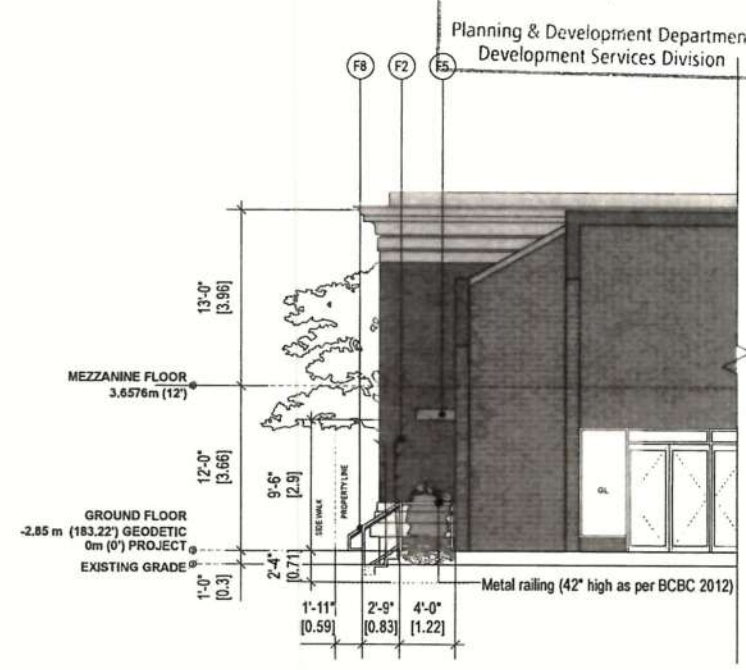 Planning & Development Departmen
Development Services Division
F8 F2 F5
13'-0"
[3.96]
MEZZANINE FLOOR
3.6576m (12')
12'-0"
[3.66]
9'-6"
[2.9]
SIDE WALK
PROPERTY LINE
GL
GROUND FLOOR
-2.85 m (183.22') GEODETIC
0m (0') PROJECT
EXISTING GRADE
1'-0"
[0.3]
2'-4"
[0.71]
Metal railing (42" high as per BCBC 2012)
1'-11" 2'-9" 4'-0"
[0.59] [0.83] [1.22]